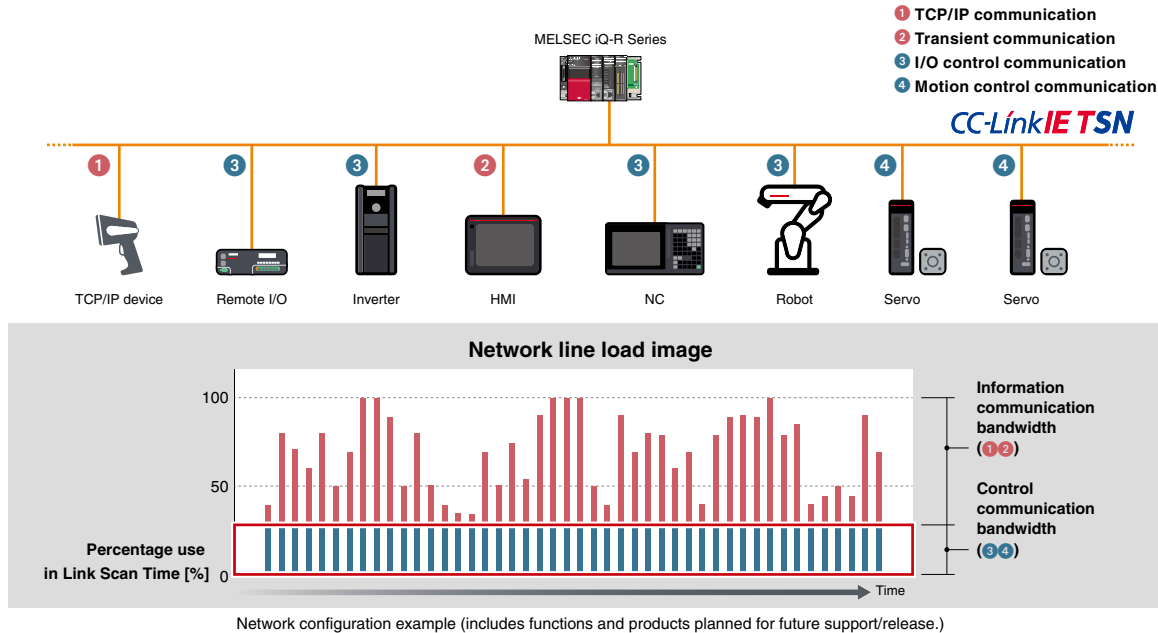 1 TCP/IP communication
2 Transient communication
3 I/O control communication
4 Motion control communication
MELSEC iQ-R Series
CC-Link IE TSN
1 3 3 2 3 3 4 4
TCP/IP device Remote I/O Inverter HMI NC Robot Servo Servo
Network line load image
100
50
0
Percentage use
in Link Scan Time [%]
Time
Information
communication
bandwidth
(12)
Control
communication
bandwidth
(34)
Network configuration example (includes functions and products planned for future support/release.)